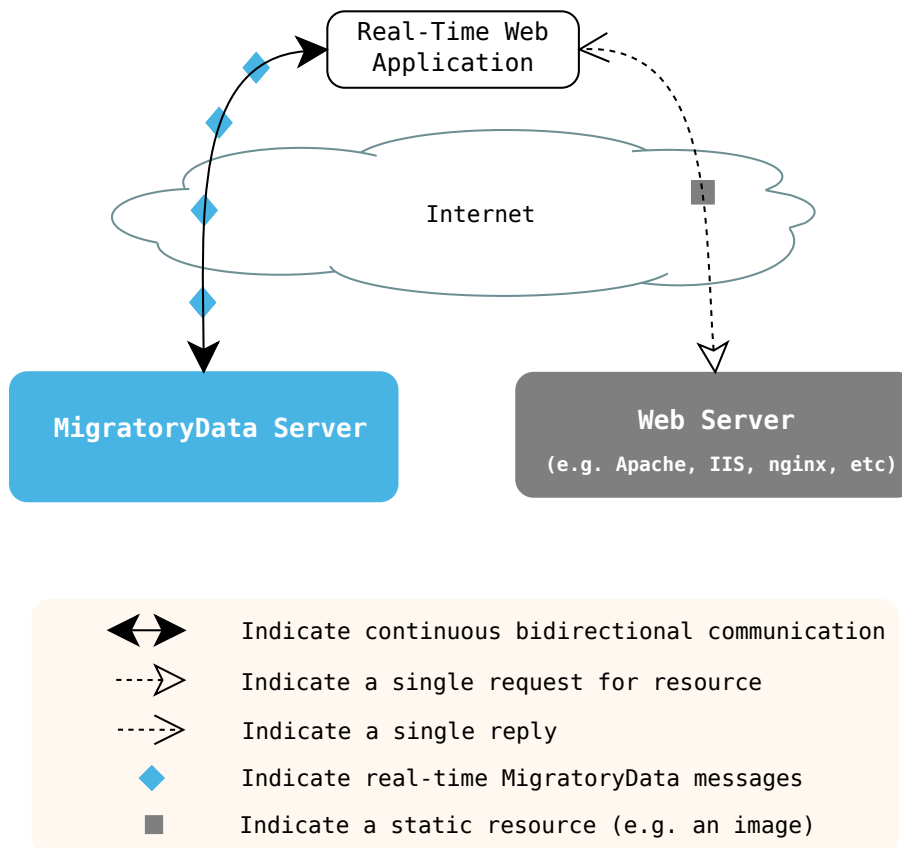 Real-Time Web
Application
Internet
MigratoryData Server
Web Server
(e.g. Apache, IIS, nginx, etc)
Indicate continuous bidirectional communication
Indicate a single request for resource
Indicate a single reply
Indicate real-time MigratoryData messages
Indicate a static resource (e.g. an image)